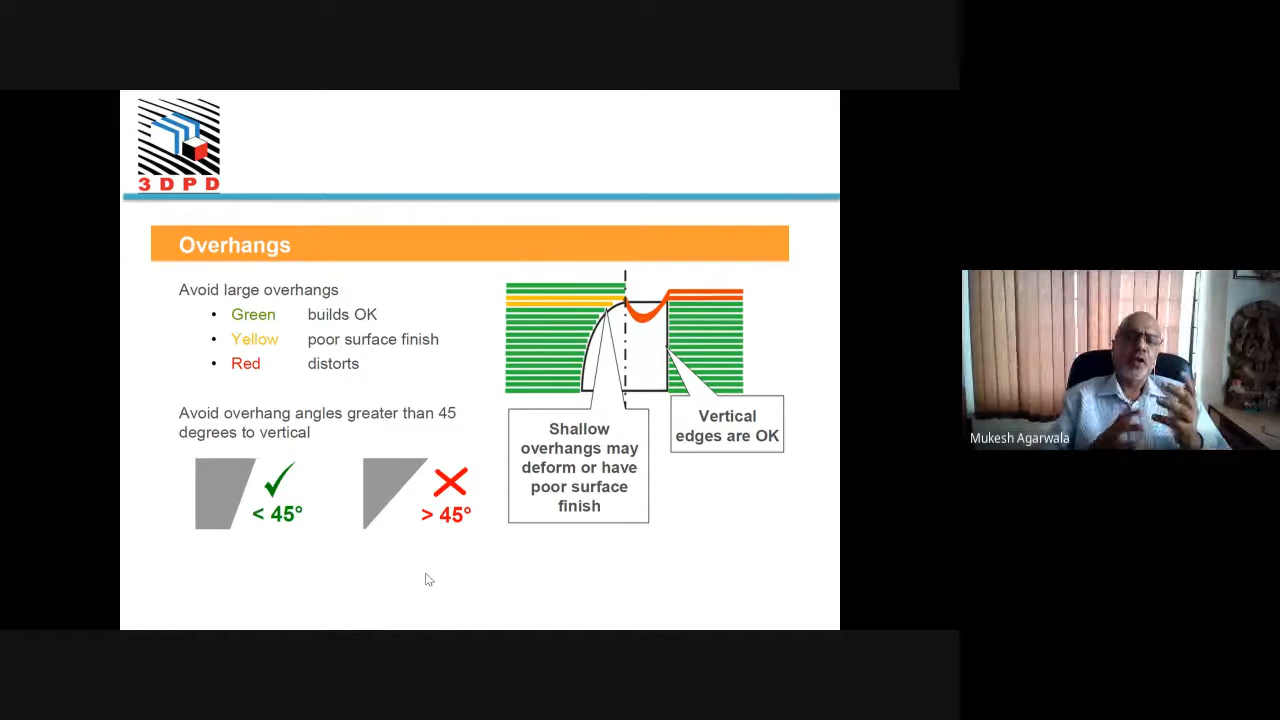 3DPD
Overhangs
Avoid large overhangs
• Green builds OK
• Yellow poor surface finish
• Red distorts
Avoid overhang angles greater than 45
degrees to vertical
< 45°
> 45°
Shallow
overhangs may
deform or have
poor surface
finish
Vertical
edges are OK
Mukesh Agarwala